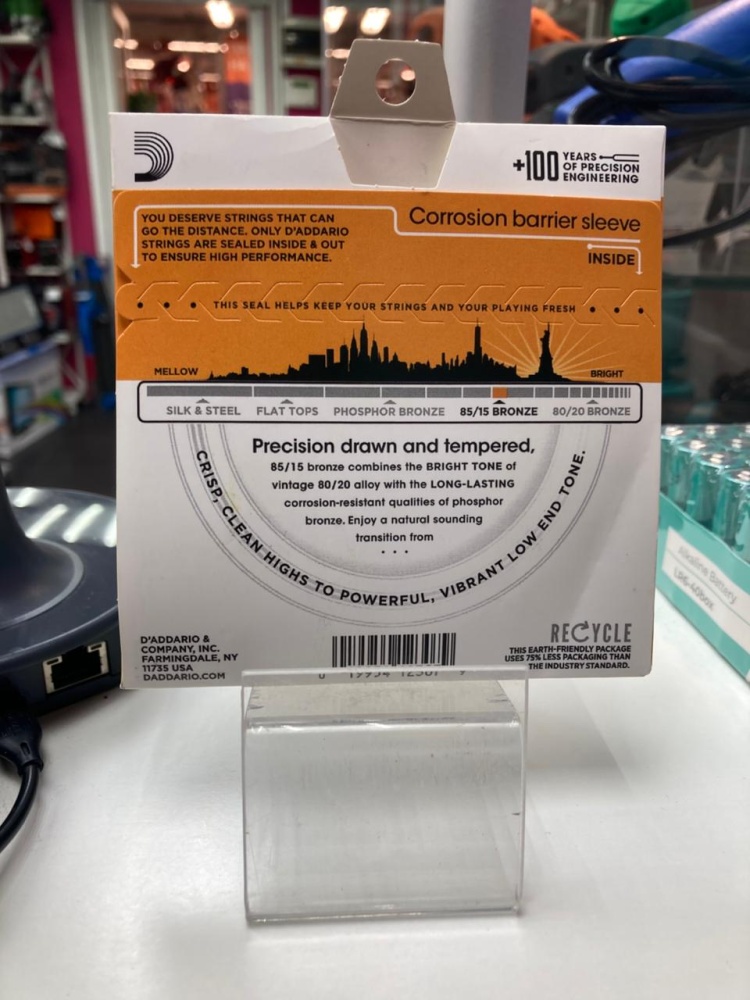 +100 YEARS
OF PRECISION
ENGINEERING
YOU DESERVE STRINGS THAT CAN
GO THE DISTANCE. ONLY D'ADDARIO
STRINGS ARE SEALED INSIDE & OUT
TO ENSURE HIGH PERFORMANCE.
Corrosion barrier sleeve
INSIDE
THIS SEAL HELPS KEEP YOUR STRINGS AND YOUR PLAYING FRESH
MELLOW
BRIGHT
SILK & STEEL FLAT TOPS PHOSPHOR BRONZE 85/15 BRONZE 80/20 BRONZE
Precision drawn and tempered,
85/15 bronze combines the BRIGHT TONE of
vintage 80/20 alloy with the LONG-LASTING
corrosion-resistant qualities of phosphor
bronze. Enjoy a natural sounding
transition from
. . .
CRISP, CLEAN HIGHS TO POWERFUL, VIBRANT LOW END TONE.
D'ADDARIO &
COMPANY, INC.
FARMINGDALE, NY
11735 USA
DADDARIO.COM
RECYCLE
THIS EARTH-FRIENDLY PACKAGE
USES 75% LESS PACKAGING THAN
THE INDUSTRY STANDARD.
Alkaline Battery